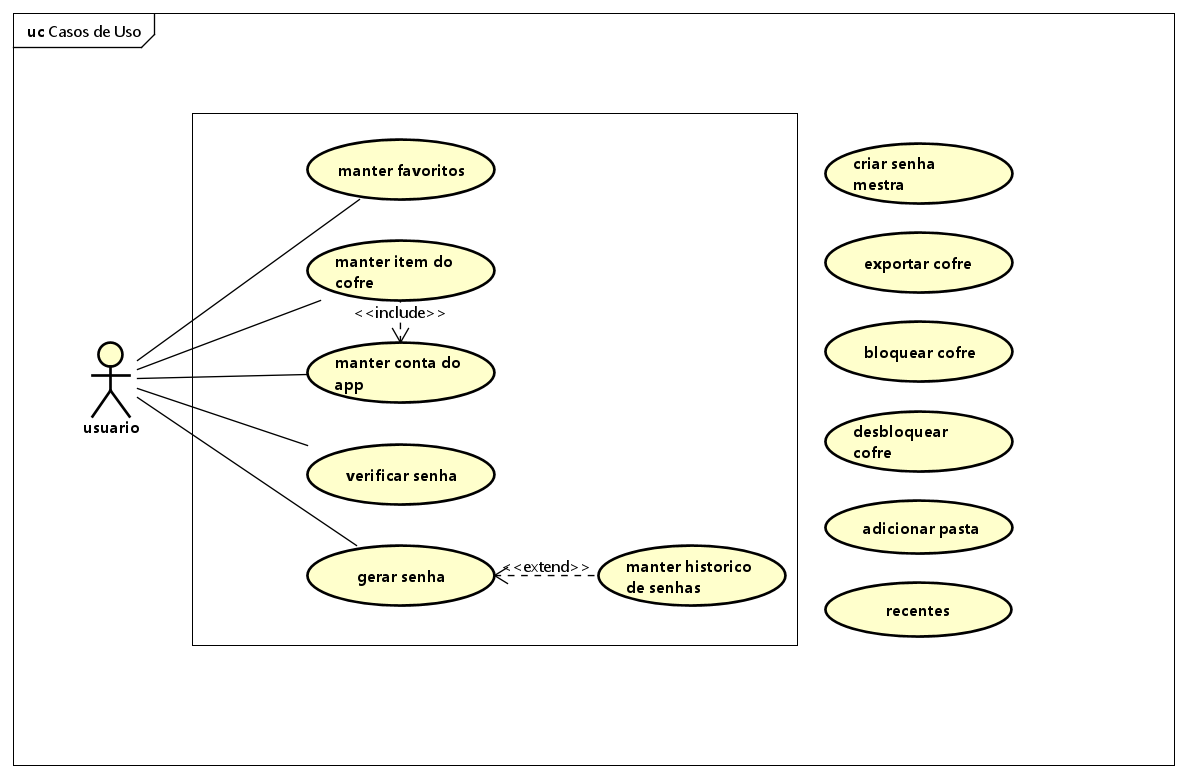 uc Casos de Uso
manter favoritos
manter item do
cofre
<<include>>
manter conta do
app
verificar senha
gerar senha
<<extend>>
manter historico
de senhas
usuario
criar senha
mestra
exportar cofre
bloquear cofre
desbloquear
cofre
adicionar pasta
recentes